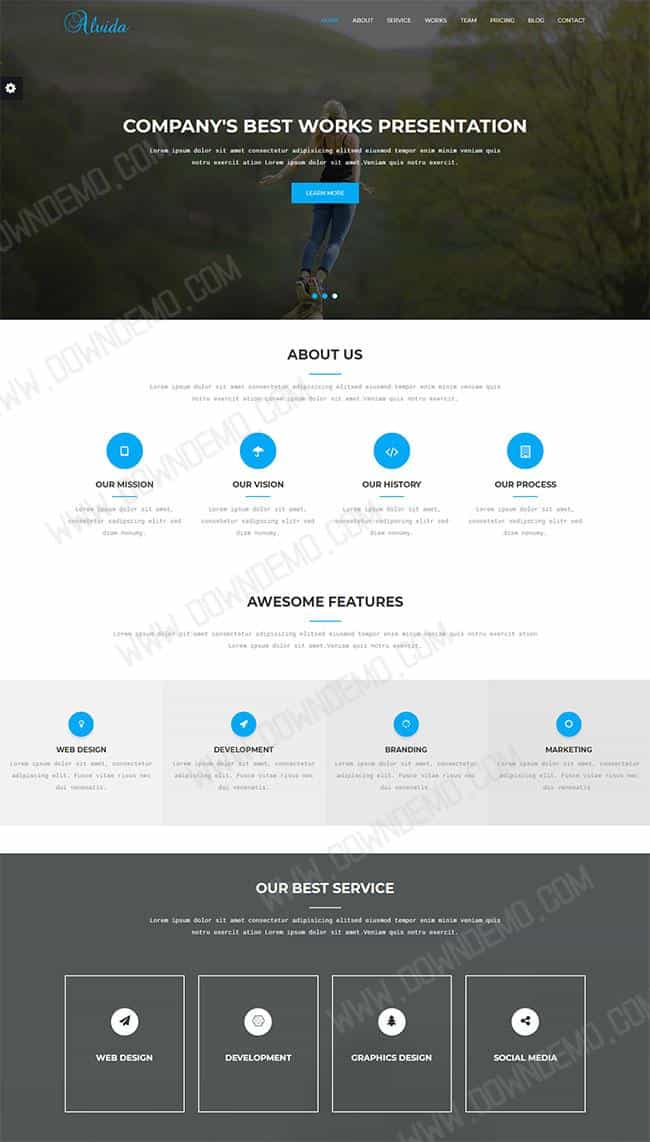 Alvida
HOME ABOUT SERVICE WORKS TEAM PRICING BLOG CONTACT
COMPANY'S BEST WORKS PRESENTATION
Lorem ipsum dolor sit amet consectetur adipisicing elitsed eiusmod tempor enim minim veniam quis
notru exercit ation Lorem ipsum dolor sit amet.Veniam quis notru exercit.
LEARN MORE
ABOUT US
Lorem ipsum dolor sit amet consectetur adipisicing elitsed eiusmod tempor enim minim veniam quis
notru exercit ation Lorem ipsum dolor sit amet.Veniam quis notru exercit.
OUR MISSION OUR VISION OUR HISTORY OUR PROCESS
Lorem ipsum dolor sit amet, Lorem ipsum dolor sit amet, Lorem ipsum dolor sit amet, Lorem ipsum dolor sit amet,
consetetur sadipscing elitr sed consetetur sadipscing elitr sed consetetur sadipscing elitr sed consetetur sadipscing elitr sed
diam nonumy. diam nonumy. diam nonumy. diam nonumy.
AWESOME FEATURES
Lorem ipsum dolor sit amet consectetur adipisicing elitsed eiusmod tempor enim minim veniam quis notru exercit ation
Lorem ipsum dolor sit amet.Veniam quis notru exercit.
WEB DESIGN DEVELOPMENT BRANDING MARKETING
Lorem ipsum dolor sit amet, consectetur Lorem ipsum dolor sit amet, consectetur Lorem ipsum dolor sit amet, consectetur Lorem ipsum dolor sit amet, consectetur
adipiscing elit. Fusce vitae risus nec adipiscing elit. Fusce vitae risus nec adipiscing elit. Fusce vitae risus nec adipiscing elit. Fusce vitae risus nec
dui venenatis. dui venenatis. dui venenatis. dui venenatis
OUR BEST SERVICE
Lorem ipsum dolor sit amet consectetur adipisicing elitsed eiusmod tempor enim minim veniam quis
notru exercit ation Lorem ipsum dolor sit amet.Veniam quis notru exercit.
WEB DESIGN DEVELOPMENT GRAPHICS DESIGN SOCIAL MEDIA
WWW.DOWNDEMO.COM